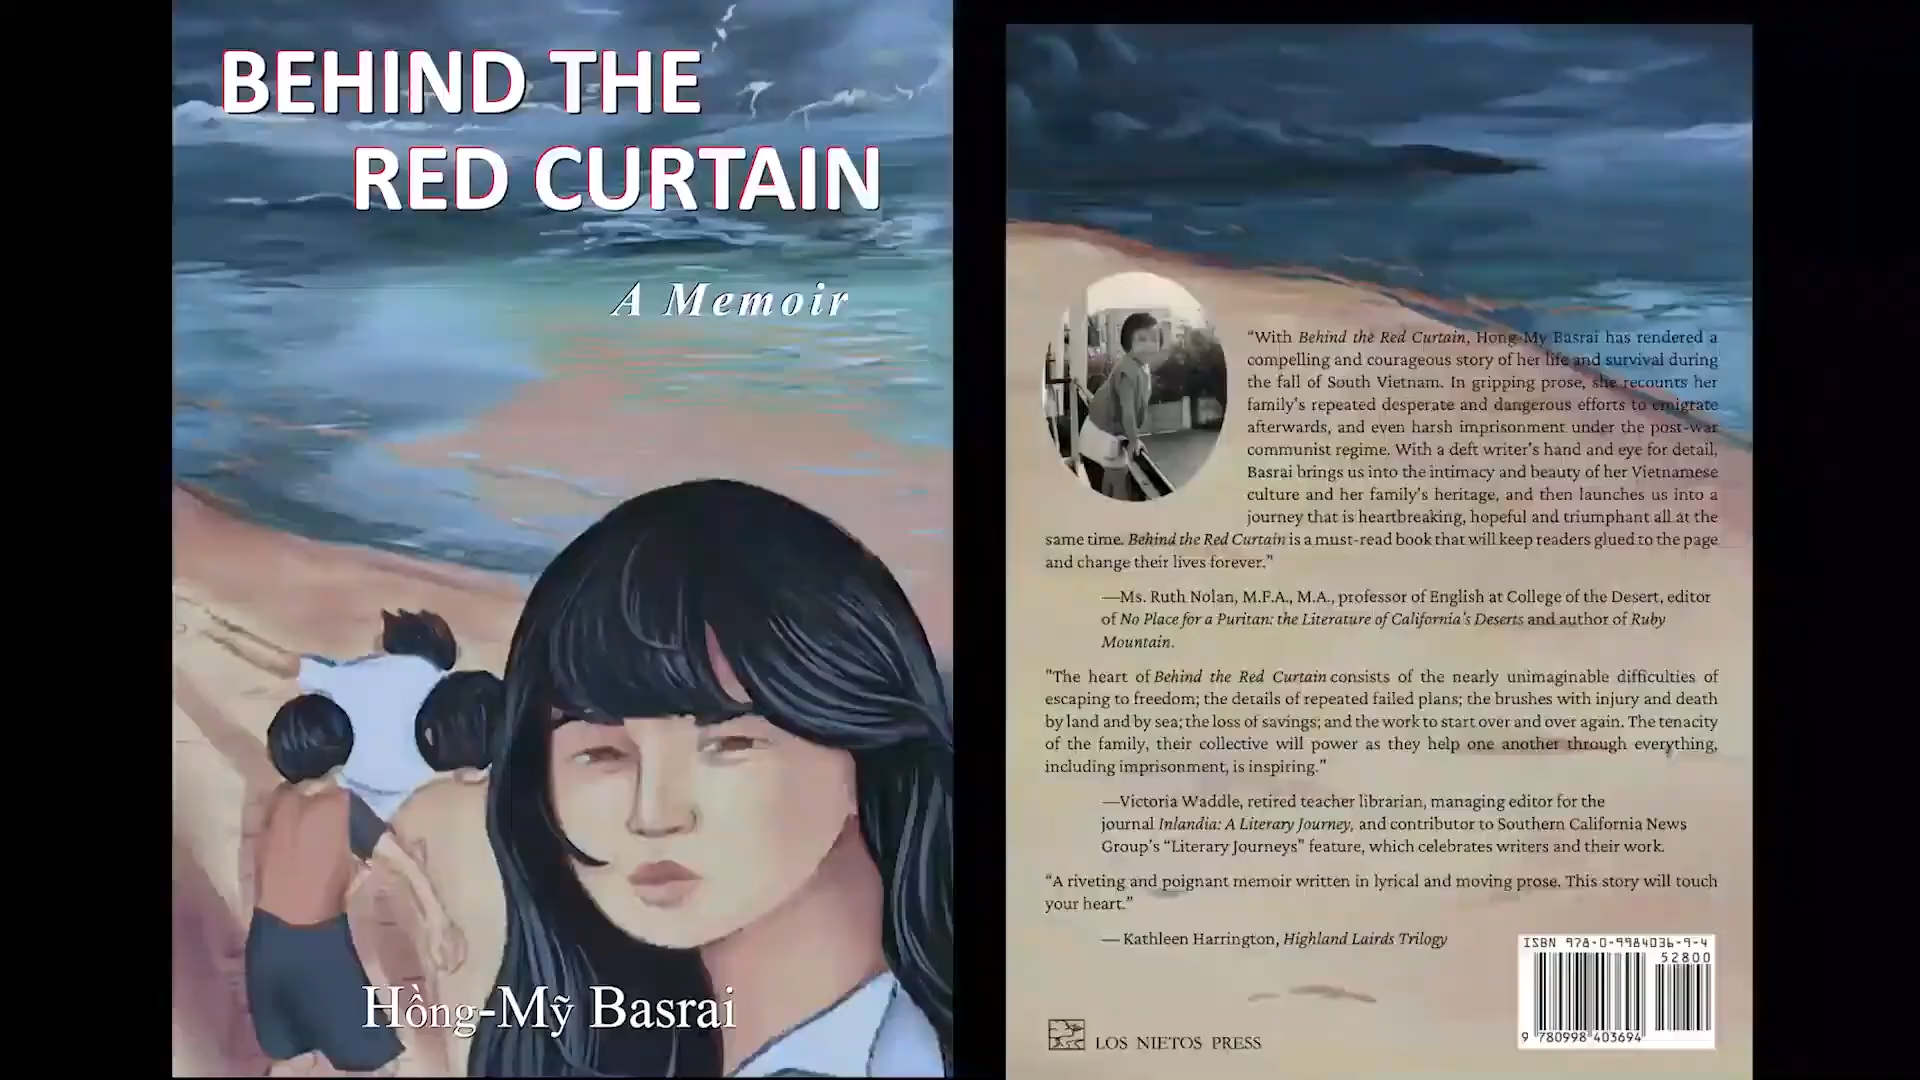 BEHIND THE
RED CURTAIN
A Memoir
Hồng-Mỹ Basrai
“With Behind the Red Curtain, Hong-My Basrai has rendered a
compelling and courageous story of her life and survival during
the fall of South Vietnam. In gripping prose, she recounts her
family’s repeated desperate and dangerous efforts to emigrate
afterwards, and even harsh imprisonment under the post-war
communist regime. With a deft writer’s hand and eye for detail,
Basrai brings us into the intimacy and beauty of her Vietnamese
culture and her family’s heritage, and then launches us into a
journey that is heartbreaking, hopeful and triumphant all at the
same time. Behind the Red Curtain is a must-read book that will keep readers glued to the page
and change their lives forever.”
—Ms. Ruth Nolan, M.F.A., M.A., professor of English at College of the Desert, editor
of No Place for a Puritan: the Literature of California’s Deserts and author of Ruby
Mountain.
"The heart of Behind the Red Curtain consists of the nearly unimaginable difficulties of
escaping to freedom; the details of repeated failed plans; the brushes with injury and death
by land and by sea; the loss of savings; and the work to start over and over again. The tenacity
of the family, their collective will power as they help one another through everything,
including imprisonment, is inspiring."
—Victoria Waddle, retired teacher librarian, managing editor for the
journal Inlandia: A Literary Journey, and contributor to Southern California News
Group’s “Literary Journeys” feature, which celebrates writers and their work.
“A riveting and poignant memoir written in lyrical and moving prose. This story will touch
your heart.”
— Kathleen Harrington, Highland Lairds Trilogy
ISBN 978-0-9984036-9-4
52800
9 780998 403694
LOS NIETOS PRESS